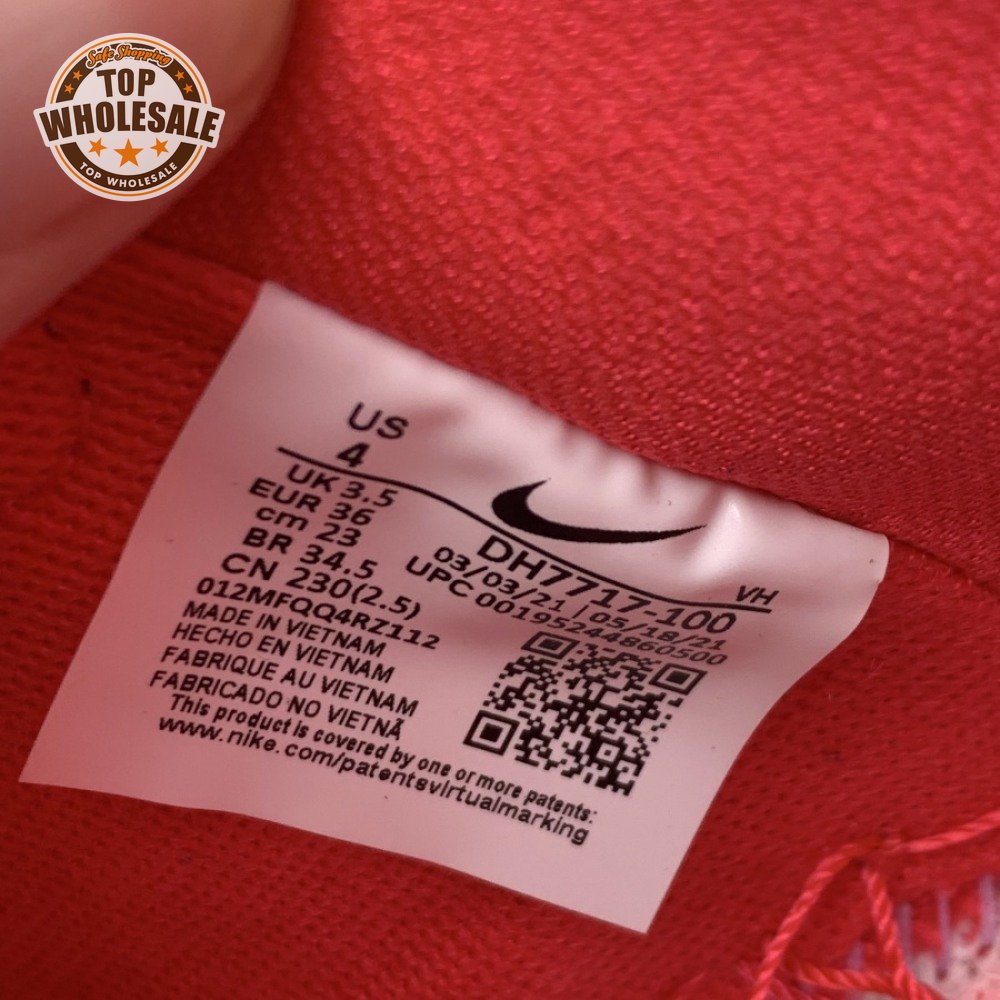 Safe Shopping
TOP
WHOLESALE
TOP WHOLESALE
US
4
UK 3.5
EUR 36
cm 23
BR 34.5
CN 230(2.5)
012MFQQ4RZ112
MADE IN VIETNAM
HECHO EN VIETNAM
FABRIQUE AU VIETNAM
FABRICADO NO VIETNÃ
This product is covered by one or more patents:
www.nike.com/patentsvirtualmarking
DH7717-100
VH
03/03/21 / 05/18/21
UPC 00195244860500